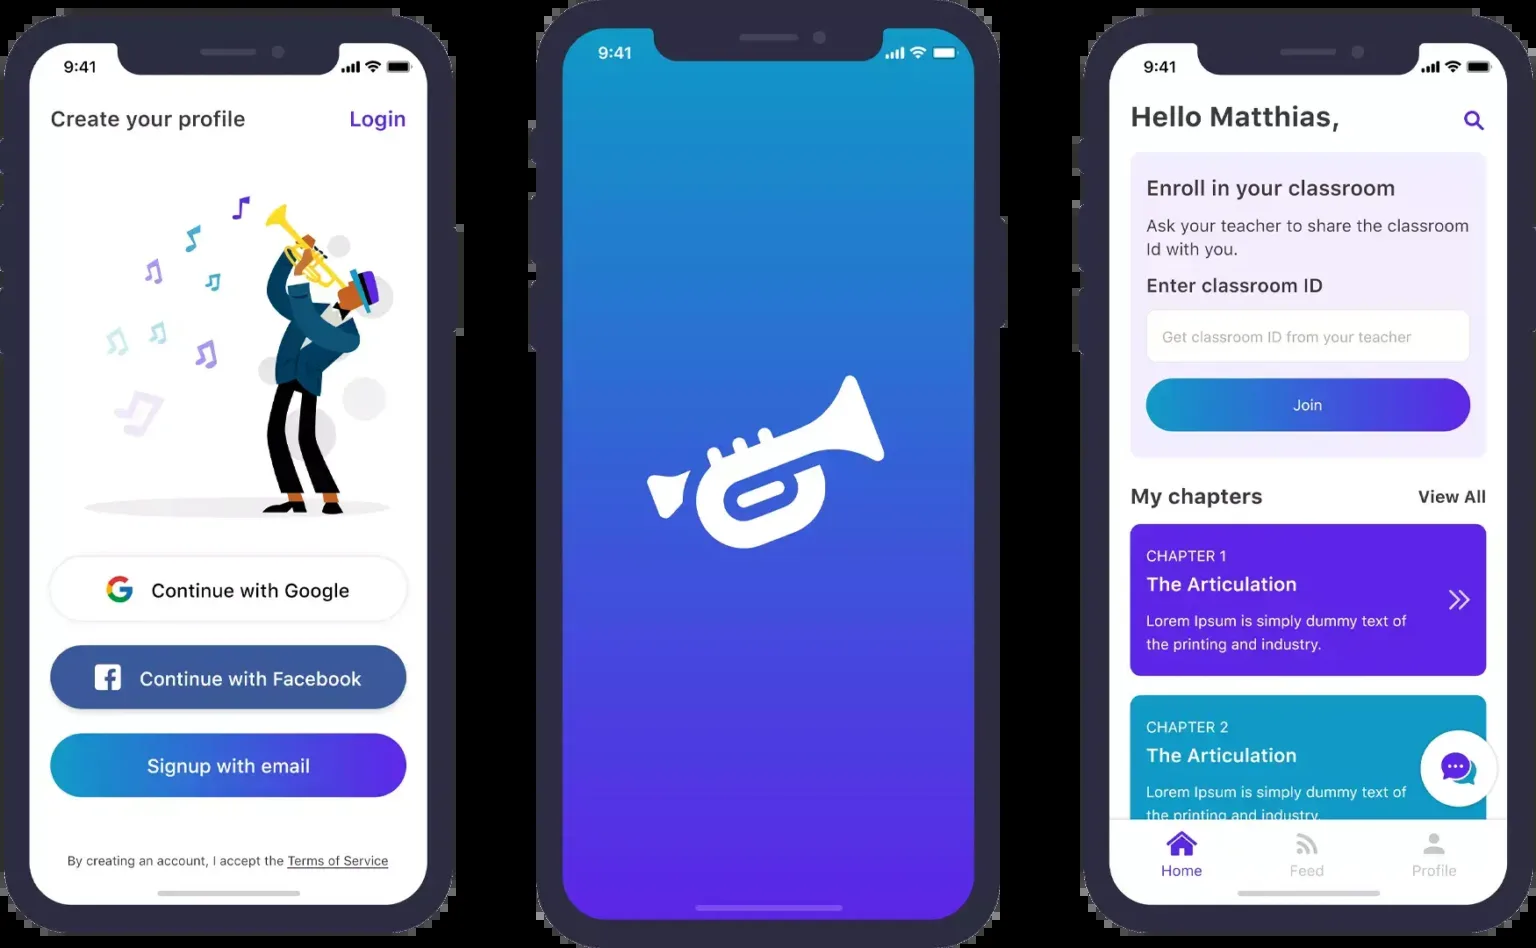 9:41
Create your profile
Login
Continue with Google
Continue with Facebook
Signup with email
By creating an account, I accept the Terms of Service
9:41
9:41
Hello Matthias,
Enroll in your classroom
Ask your teacher to share the classroom
Id with you.
Enter classroom ID
Get classroom ID from your teacher
Join
My chapters
View All
CHAPTER 1
The Articulation
Lorem Ipsum is simply dummy text of
the printing and industry.
CHAPTER 2
The Articulation
Lorem Ipsum is simply dummy text of
the printing and industry.
Home
Feed
Profile